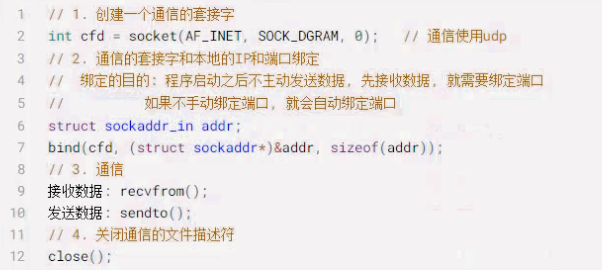 1 // 1. 创建一个通信的套接字
2 int cfd = socket(AF_INET, SOCK_DGRAM, 0);   // 通信使用udp
3 // 2. 通信的套接字和本地的IP和端口绑定
4 //  绑定的目的: 程序启动之后不主动发送数据, 先接收数据, 就需要绑定端口
5 //          如果不手动绑定端口, 就会自动绑定端口
6 struct sockaddr_in addr;
7 bind(cfd, (struct sockaddr*)&addr, sizeof(addr));
8 // 3. 通信
9 接收数据: recvfrom();
10 发送数据: sendto();
11 // 4. 关闭通信的文件描述符
12 close();